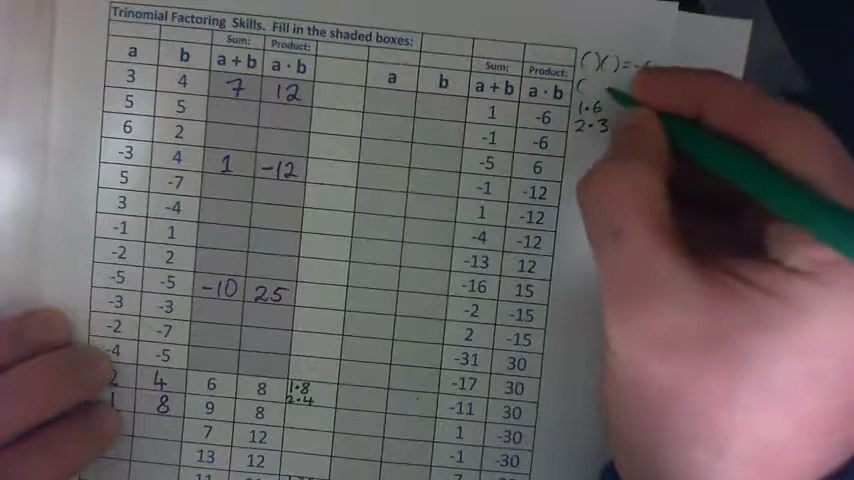 Trinomial Factoring Skills. Fill in the shaded boxes:
Sum: Product:
a b a + b a · b
3 4 7 12
5 5
6 2
-3 4 1 -12
5 -7
3 -4
-1 1
-2 2
-5 -5 -10 25
-3 -3
-2 -7
-4 -5
2 4 6 8 1•8
2•4
1 8 9 8
7 12
13 12
11
Sum: Product:
a b a + b a · b
1 -6
-1 -6
-5 6
-1 -12
1 -12
-4 -12
-13 12
-16 15
-2 -15
2 -15
-31 30
-17 30
-11 30
1 -30
-1 -30
( )( ) = -6
(
1•6
2•3